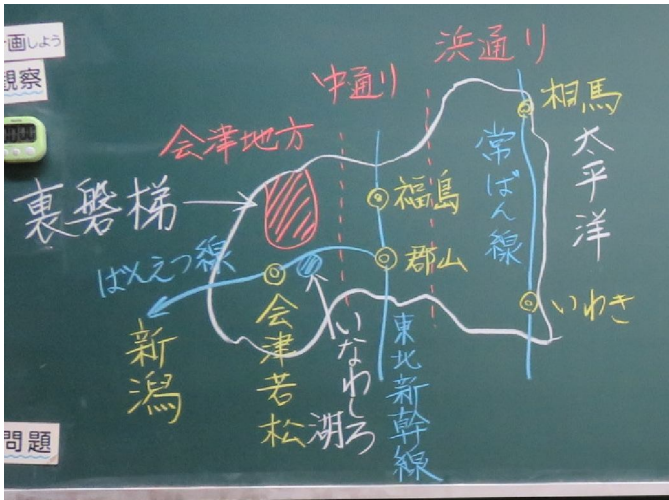 画しよう
観察
問題
浜通り
中通り
会津地方
相馬
太平洋
常ばん線
福島
裏磐梯
郡山
ばんえつ線
いわき
新潟
会津若松
いなわしろ湖
東北新幹線